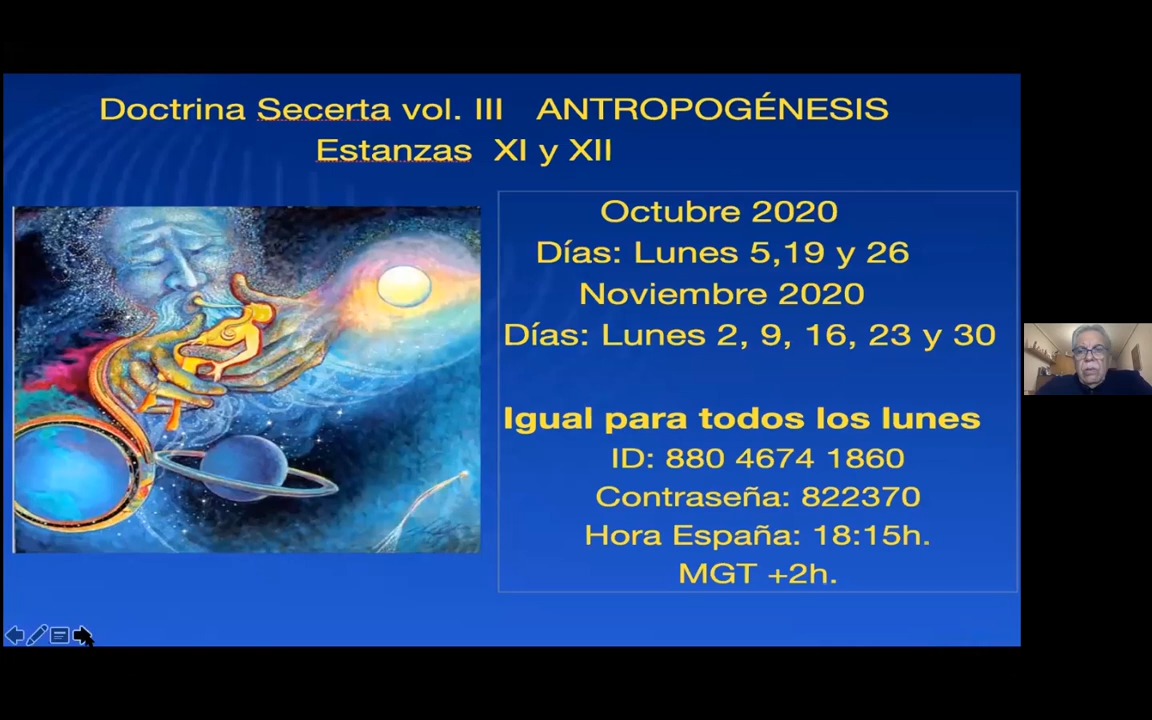 Doctrina Secerta vol. III ANTROPOGÉNESIS
Estanzas XI y XII
Octubre 2020
Días: Lunes 5,19 y 26
Noviembre 2020
Días: Lunes 2, 9, 16, 23 y 30
Igual para todos los lunes
ID: 880 4674 1860
Contraseña: 822370
Hora España: 18:15h.
MGT +2h.